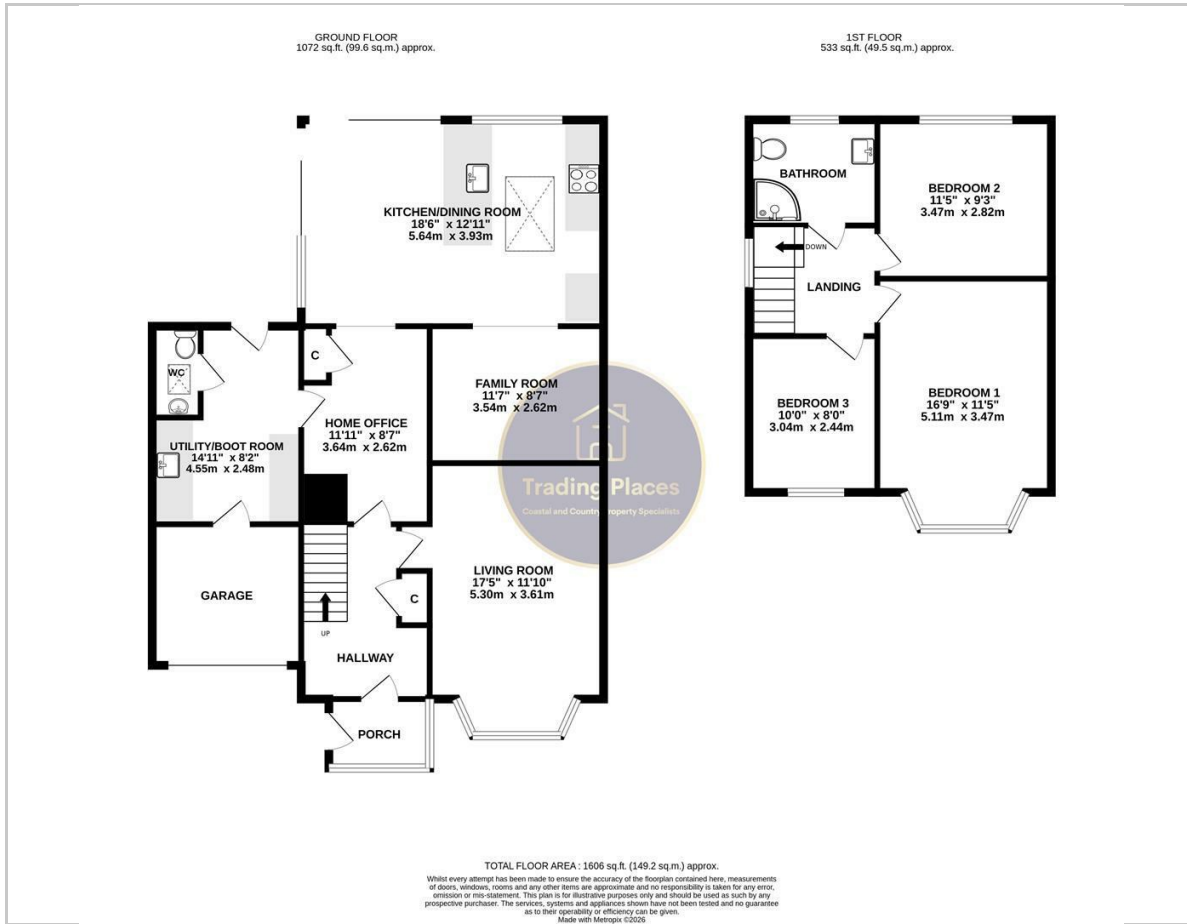 GROUND FLOOR
1072 sq.ft. (99.6 sq.m.) approx.
1ST FLOOR
533 sq.ft. (49.5 sq.m.) approx.
KITCHEN/DINING ROOM
18'6" x 12'11"
5.64m x 3.93m
C
WC
FAMILY ROOM
11'7" x 8'7"
3.54m x 2.62m
HOME OFFICE
11'11" x 8'7"
3.64m x 2.62m
UTILITY/BOOT ROOM
14'11" x 8'2"
4.55m x 2.48m
Trading Places
Coastal and Country Property Specialists
LIVING ROOM
17'5" x 11'10"
5.30m x 3.61m
GARAGE
C
UP
HALLWAY
PORCH
BATHROOM
BEDROOM 2
11'5" x 9'3"
3.47m x 2.82m
DOWN
LANDING
BEDROOM 1
16'9" x 11'5"
5.11m x 3.47m
BEDROOM 3
10'0" x 8'0"
3.04m x 2.44m
TOTAL FLOOR AREA : 1606 sq.ft. (149.2 sq.m.) approx.
Whilst every attempt has been made to ensure the accuracy of the floorplan contained here, measurements
of doors, windows, rooms and any other items are approximate and no responsibility is taken for any error,
omission or mis-statement. This plan is for illustrative purposes only and should be used as such by any
prospective purchaser. The services, systems and appliances shown have not been tested and no guarantee
as to their operability or efficiency can be given.
Made with Metropix ©2026